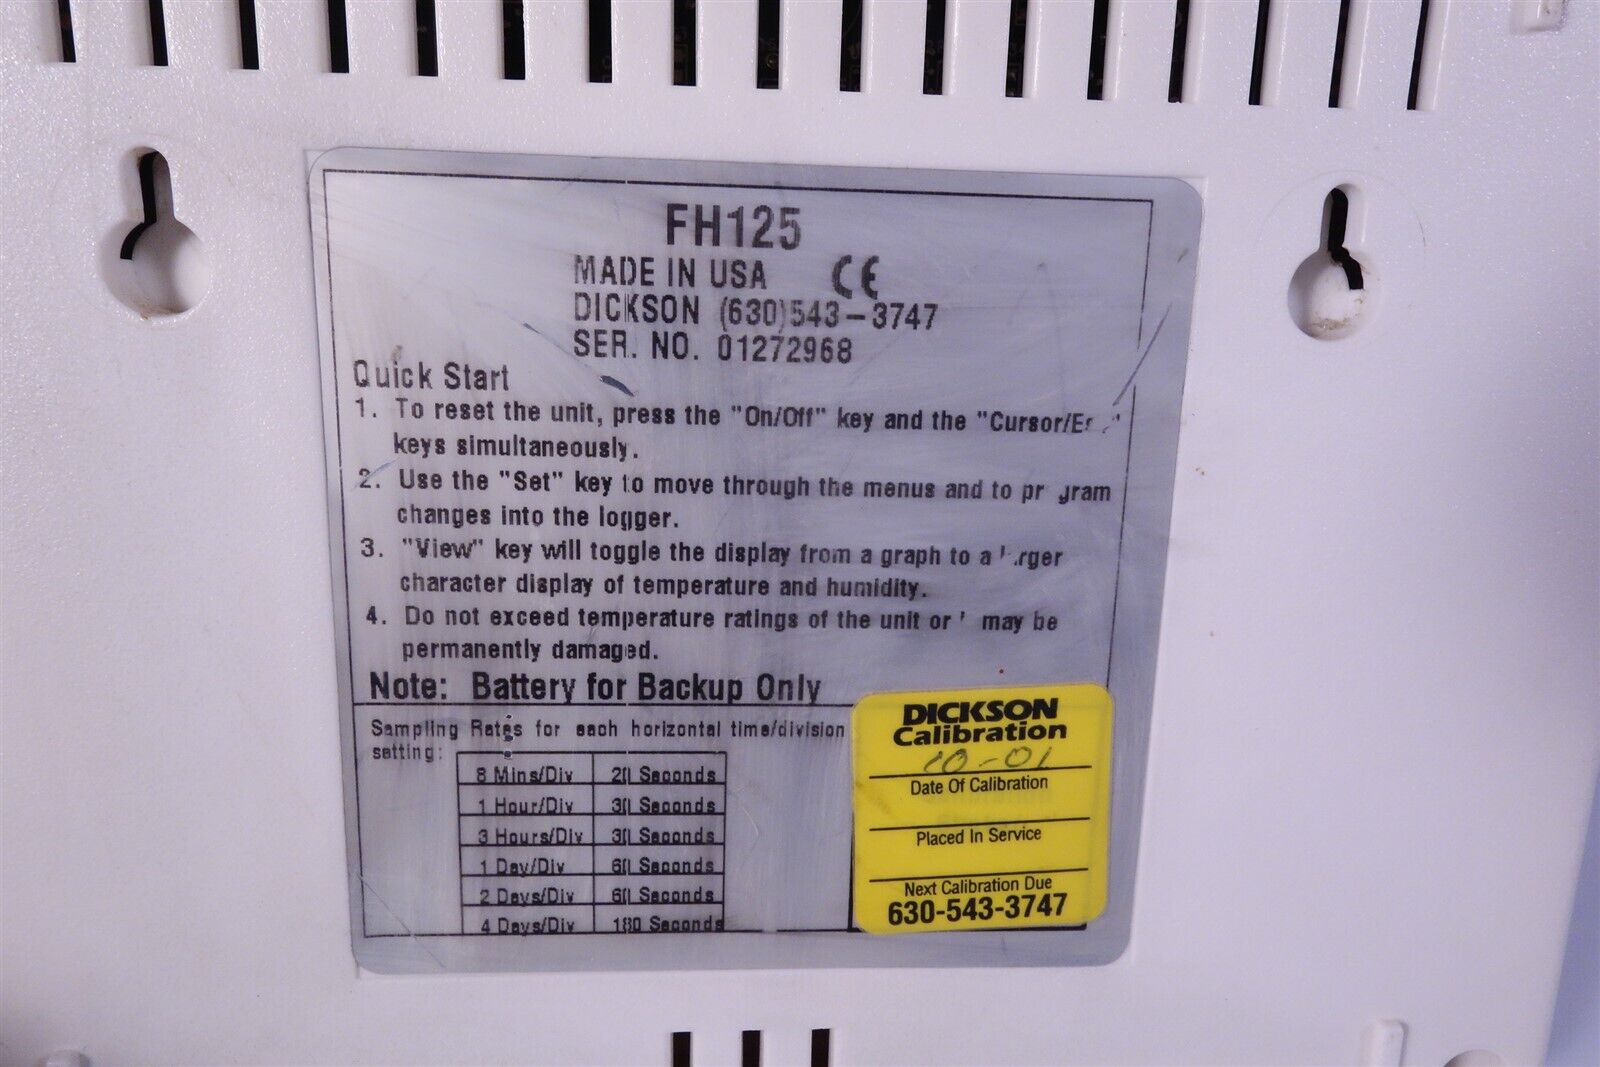 FH125
MADE IN USA CE
DICKSON (630)543-3747
SER. NO. 01272968
Quick Start
1. To reset the unit, press the "On/Off" key and the "Cursor/
keys simultaneously.
2. Use the "Set" key to move through the menus and to program
changes into the logger.
3. "View" key will toggle the display from a graph to a larger
character display of temperature and humidity.
4. Do not exceed temperature ratings of the unit or may be
permanently damaged.
Note: Battery for Backup Only
Sampling Rates for each horizontal time/division
setting:
8 Mins/Div 20 Seconds
1 Hour/Div 30 Seconds
3 Hours/Div 30 Seconds
1 Day/Div 60 Seconds
2 Days/Div 60 Seconds
4 Days/Div 180 Seconds
DICKSON
Calibration
10-01
Date Of Calibration
Placed In Service
Next Calibration Due
630-543-3747